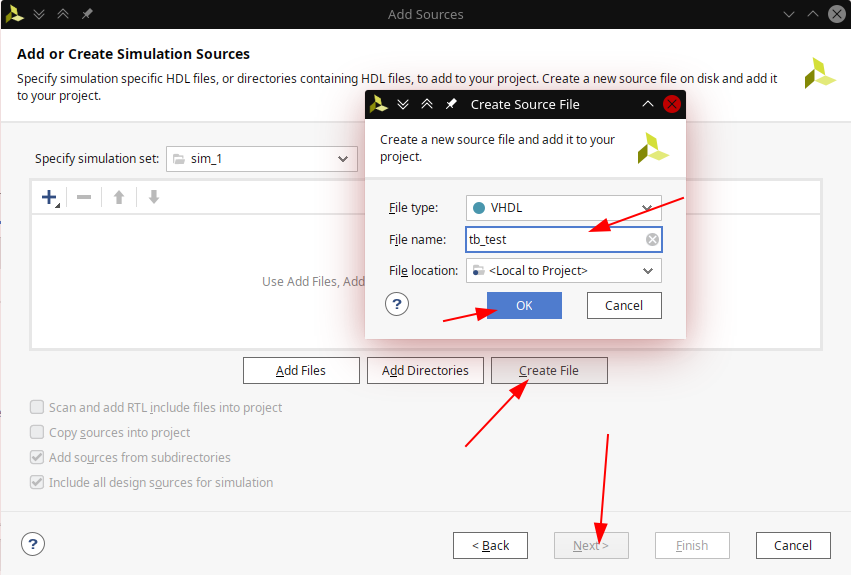 Add Sources
Add or Create Simulation Sources
Specify simulation specific HDL files, or directories containing HDL files, to add to your project. Create a new source file on disk and add it
to your project.
Create Source File
Create a new source file and add it to your
project.
Specify simulation set:
sim_1
File type:
VHDL
File name:
tb_test
File location:
<Local to Project>
Use Add Files, Add
?
OK
Cancel
Add Files
Add Directories
Create File
Scan and add RTL include files into project
Copy sources into project
Add sources from subdirectories
Include all design sources for simulation
?
< Back
Next >
Finish
Cancel